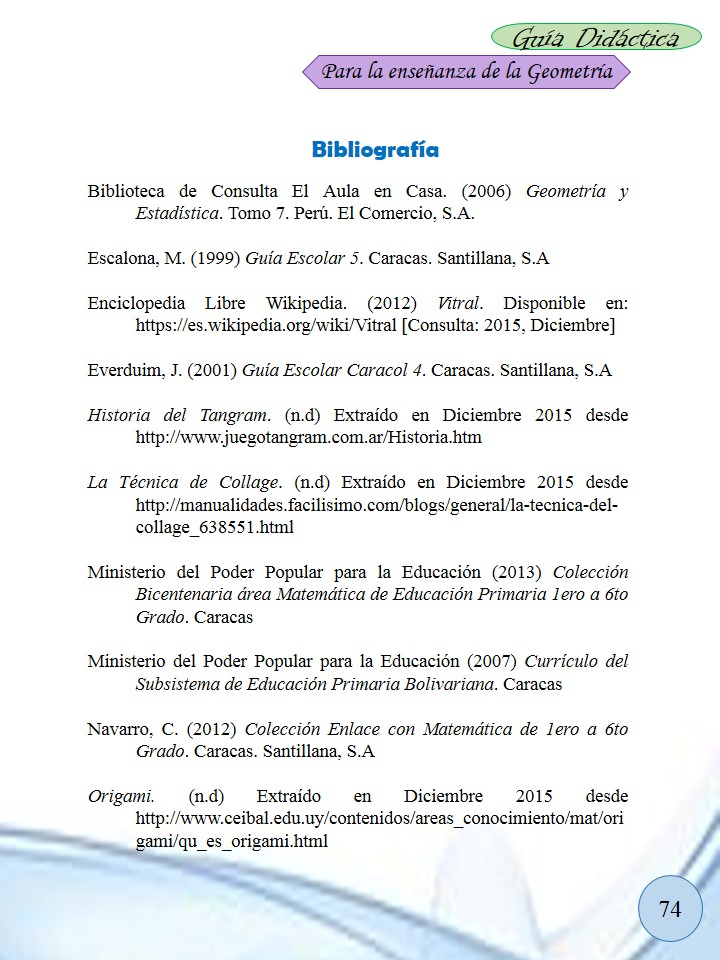 Guía Didáctica
Para la enseñanza de la Geometría
Bibliografía
Biblioteca de Consulta El Aula en Casa. (2006) Geometría y
Estadística. Tomo 7. Perú. El Comercio, S.A.
Escalona, M. (1999) Guía Escolar 5. Caracas. Santillana, S.A
Enciclopedia Libre Wikipedia. (2012) Vitral. Disponible en:
https://es.wikipedia.org/wiki/Vitral [Consulta: 2015, Diciembre]
Everduim, J. (2001) Guía Escolar Caracol 4. Caracas. Santillana, S.A
Historia del Tangram. (n.d) Extraído en Diciembre 2015 desde
http://www.juegotangram.com.ar/Historia.htm
La Técnica de Collage. (n.d) Extraído en Diciembre 2015 desde
http://manualidades.facilisimo.com/blogs/general/la-tecnica-del-
collage_638551.html
Ministerio del Poder Popular para la Educación (2013) Colección
Bicentenaria área Matemática de Educación Primaria 1ero a 6to
Grado. Caracas
Ministerio del Poder Popular para la Educación (2007) Currículo del
Subsistema de Educación Primaria Bolivariana. Caracas
Navarro, C. (2012) Colección Enlace con Matemática de 1ero a 6to
Grado. Caracas. Santillana, S.A
Origami. (n.d) Extraído en Diciembre 2015 desde
http://www.ceibal.edu.uy/contenidos/areas_conocimiento/mat/ori
gami/qu_es_origami.html
74